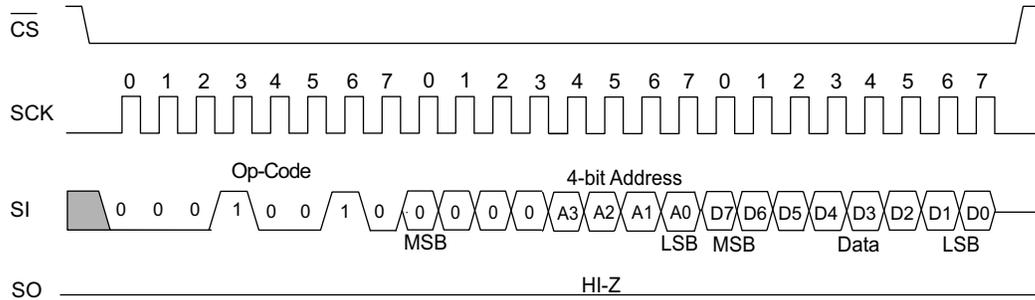 CS
0 1 2 3 4 5 6 7 0 1 2 3 4 5 6 7 0 1 2 3 4 5 6 7
SCK
Op-Code
4-bit Address
SI 0 0 0 1 0 0 1 0 0 0 0 0 A3 A2 A1 A0 D7 D6 D5 D4 D3 D2 D1 D0
MSB LSB MSB Data LSB
HI-Z
SO